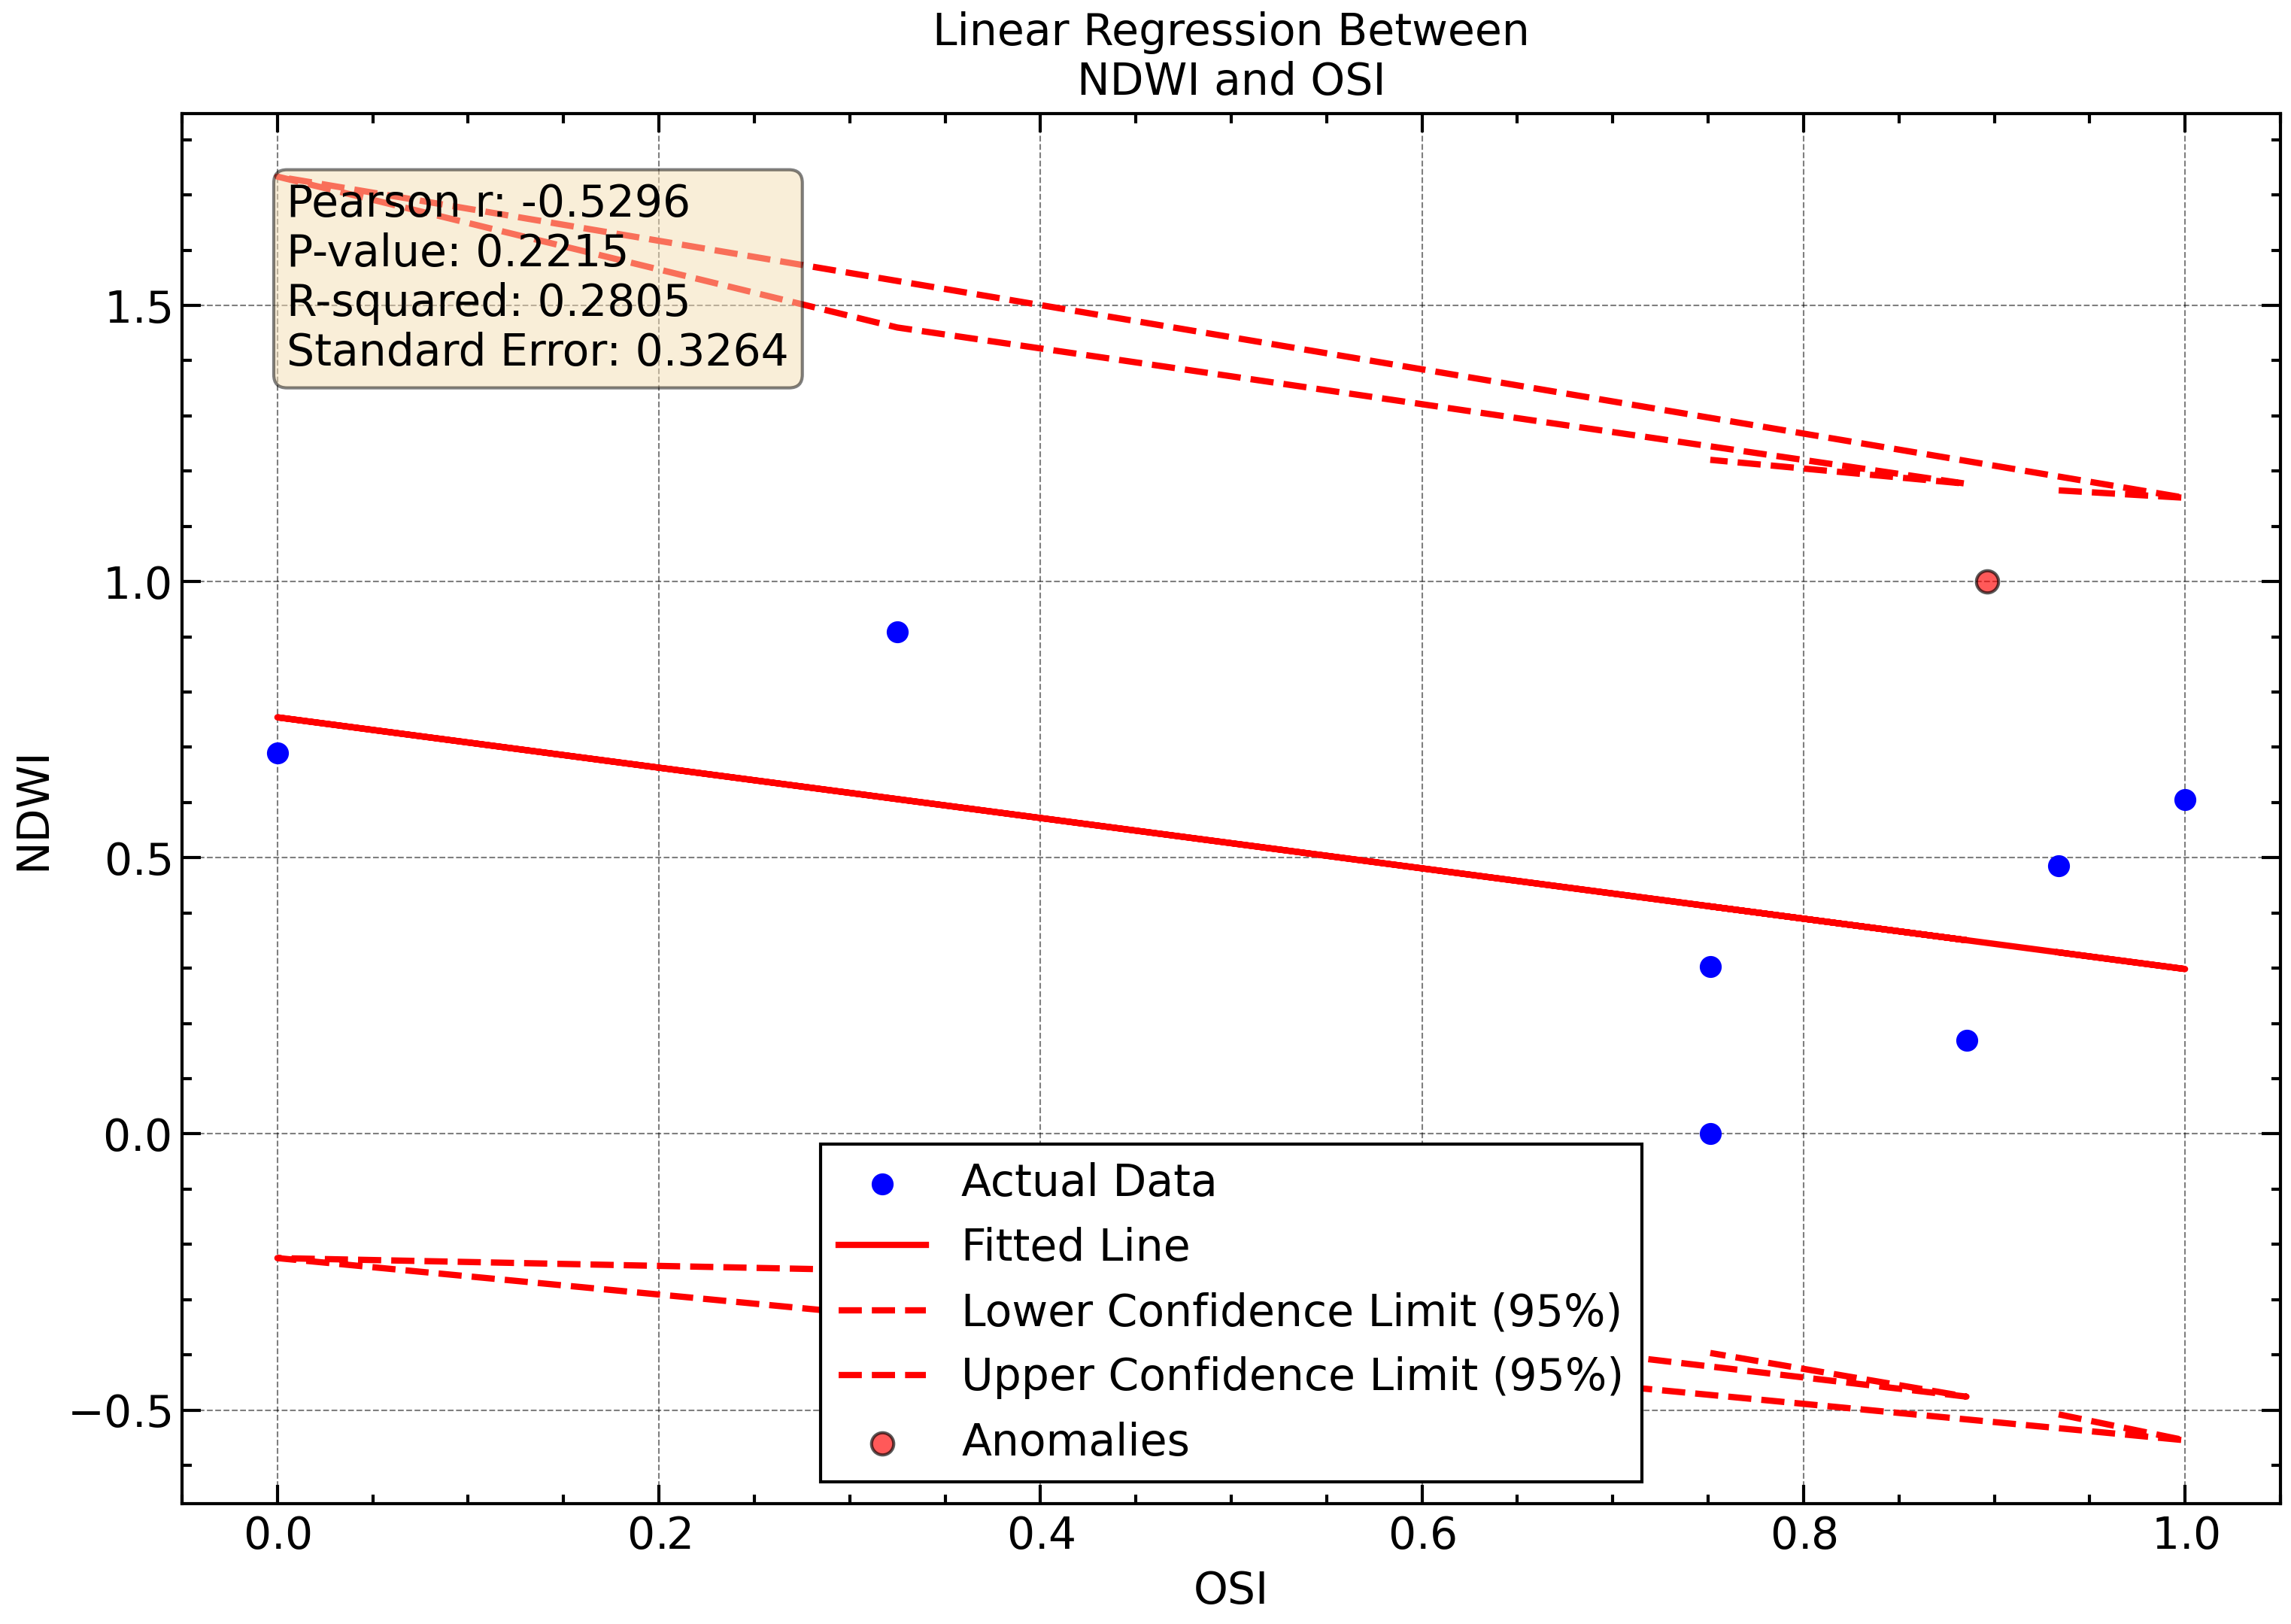 Linear Regression Between
NDWI and OSI
Pearson r: -0.5296
P-value: 0.2215
R-squared: 0.2805
Standard Error: 0.3264
NDWI
1.5
1.0
0.5
0.0
−0.5
Actual Data
Fitted Line
Lower Confidence Limit (95%)
Upper Confidence Limit (95%)
Anomalies
0.0 0.2 0.4 0.6 0.8 1.0
OSI